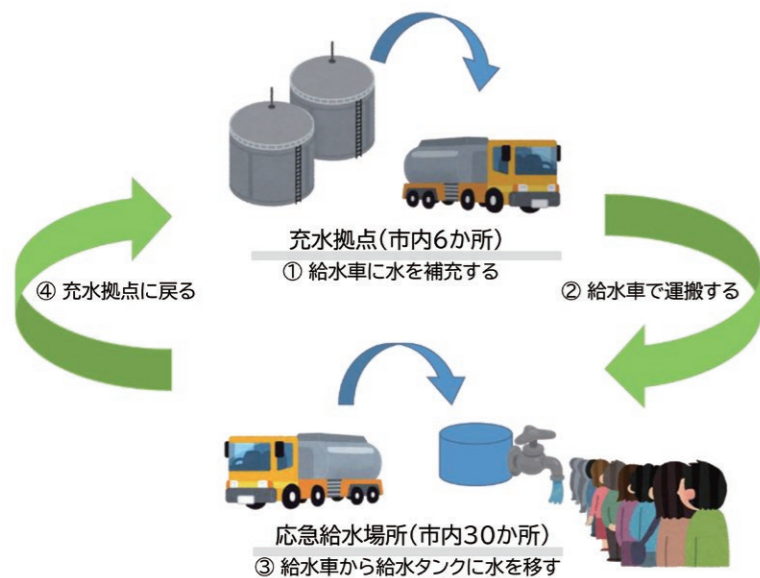 充水拠点(市内6か所)
① 給水車に水を補充する
④ 充水拠点に戻る
② 給水車で運搬する
応急給水場所(市内30か所)
③ 給水車から給水タンクに水を移す